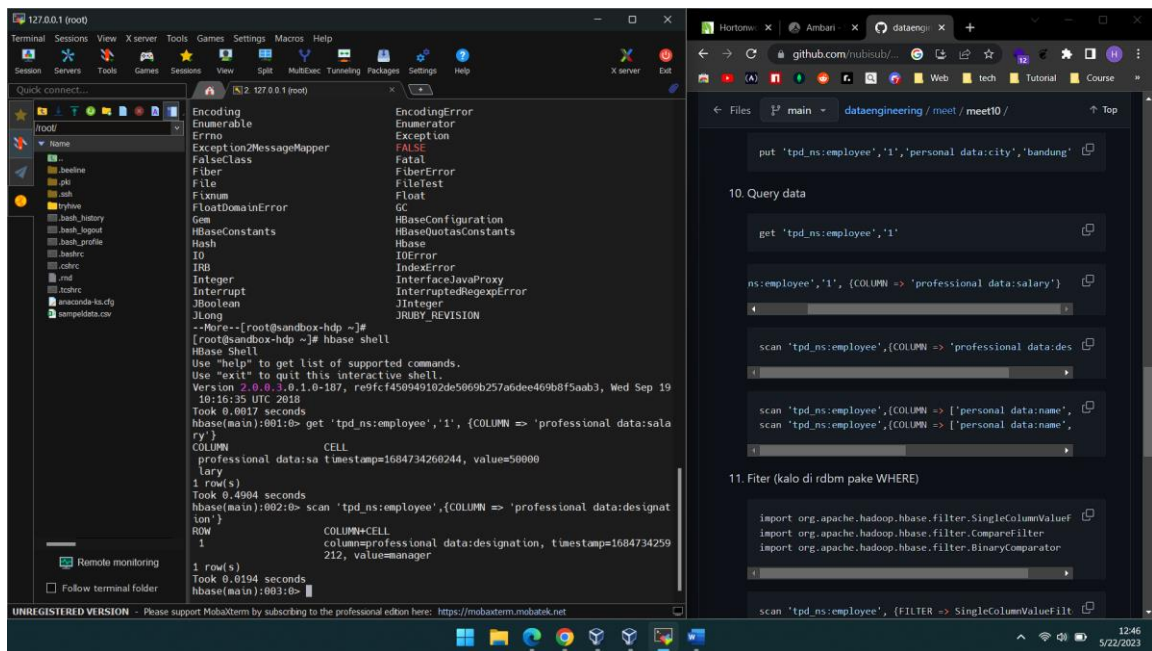 127.0.0.1 (root)
Terminal Sessions View X server Tools Games Settings Macros Help
Session Servers Tools Games Sessions View Split MultiExec Tunneling Packages Settings Help X server Exit
Quick connect...
2. 127.0.0.1 (root)
/root/
Name
..
.beeline
.pki
.ssh
tryhive
.bash_history
.bash_logout
.bash_profile
.bashrc
.cshrc
.rnd
.tcshrc
anaconda-ks.cfg
sampeldata.csv
Remote monitoring
Follow terminal folder
Encoding EncodingError
Enumerable Enumerator
Errno Exception
Exception2MessageMapper FALSE
FalseClass Fatal
Fiber FiberError
File FileTest
Fixnum Float
FloatDomainError GC
Gem HBaseConfiguration
HBaseConstants HBaseQuotasConstants
Hash Hbase
IO IOError
IRB IndexError
Integer InterfaceJavaProxy
Interrupt InterruptedRegexpError
JBoolean JInteger
JLong JRUBY_REVISION
--More--[root@sandbox-hdp ~]#
[root@sandbox-hdp ~]# hbase shell
HBase Shell
Use "help" to get list of supported commands.
Use "exit" to quit this interactive shell.
Version 2.0.0.3.0.1.0-187, re9fcf450949102de5069b257a6dee469b8f5aab3, Wed Sep 19
10:16:35 UTC 2018
Took 0.0017 seconds
hbase(main):001:0> get 'tpd_ns:employee','1', {COLUMN => 'professional data:sala
ry'}
COLUMN CELL
professional data:sa timestamp=1684734260244, value=50000
lary
1 row(s)
Took 0.4904 seconds
hbase(main):002:0> scan 'tpd_ns:employee',{COLUMN => 'professional data:designat
ion'}
ROW COLUMN+CELL
1 column=professional data:designation, timestamp=1684734259
212, value=manager
1 row(s)
Took 0.0194 seconds
hbase(main):003:0>
UNREGISTERED VERSION - Please support MobaXterm by subscribing to the professional edition here: https://mobaxterm.mobatek.net
Hortonw Ambari - dataengi
github.com/nubisub/...
12
H
Web tech Tutorial Course »
Files main dataengineering / meet / meet10 / Top
put 'tpd_ns:employee','1','personal data:city','bandung'
10. Query data
get 'tpd_ns:employee','1'
ns:employee','1', {COLUMN => 'professional data:salary'}
scan 'tpd_ns:employee',{COLUMN => 'professional data:des
scan 'tpd_ns:employee',{COLUMN => ['personal data:name',
scan 'tpd_ns:employee',{COLUMN => ['personal data:name',
11. Fiter (kalo di rdbm pake WHERE)
import org.apache.hadoop.hbase.filter.SingleColumnValueF
import org.apache.hadoop.hbase.filter.CompareFilter
import org.apache.hadoop.hbase.filter.BinaryComparator
scan 'tpd_ns:employee', {FILTER => SingleColumnValueFilt
12:46
5/22/2023